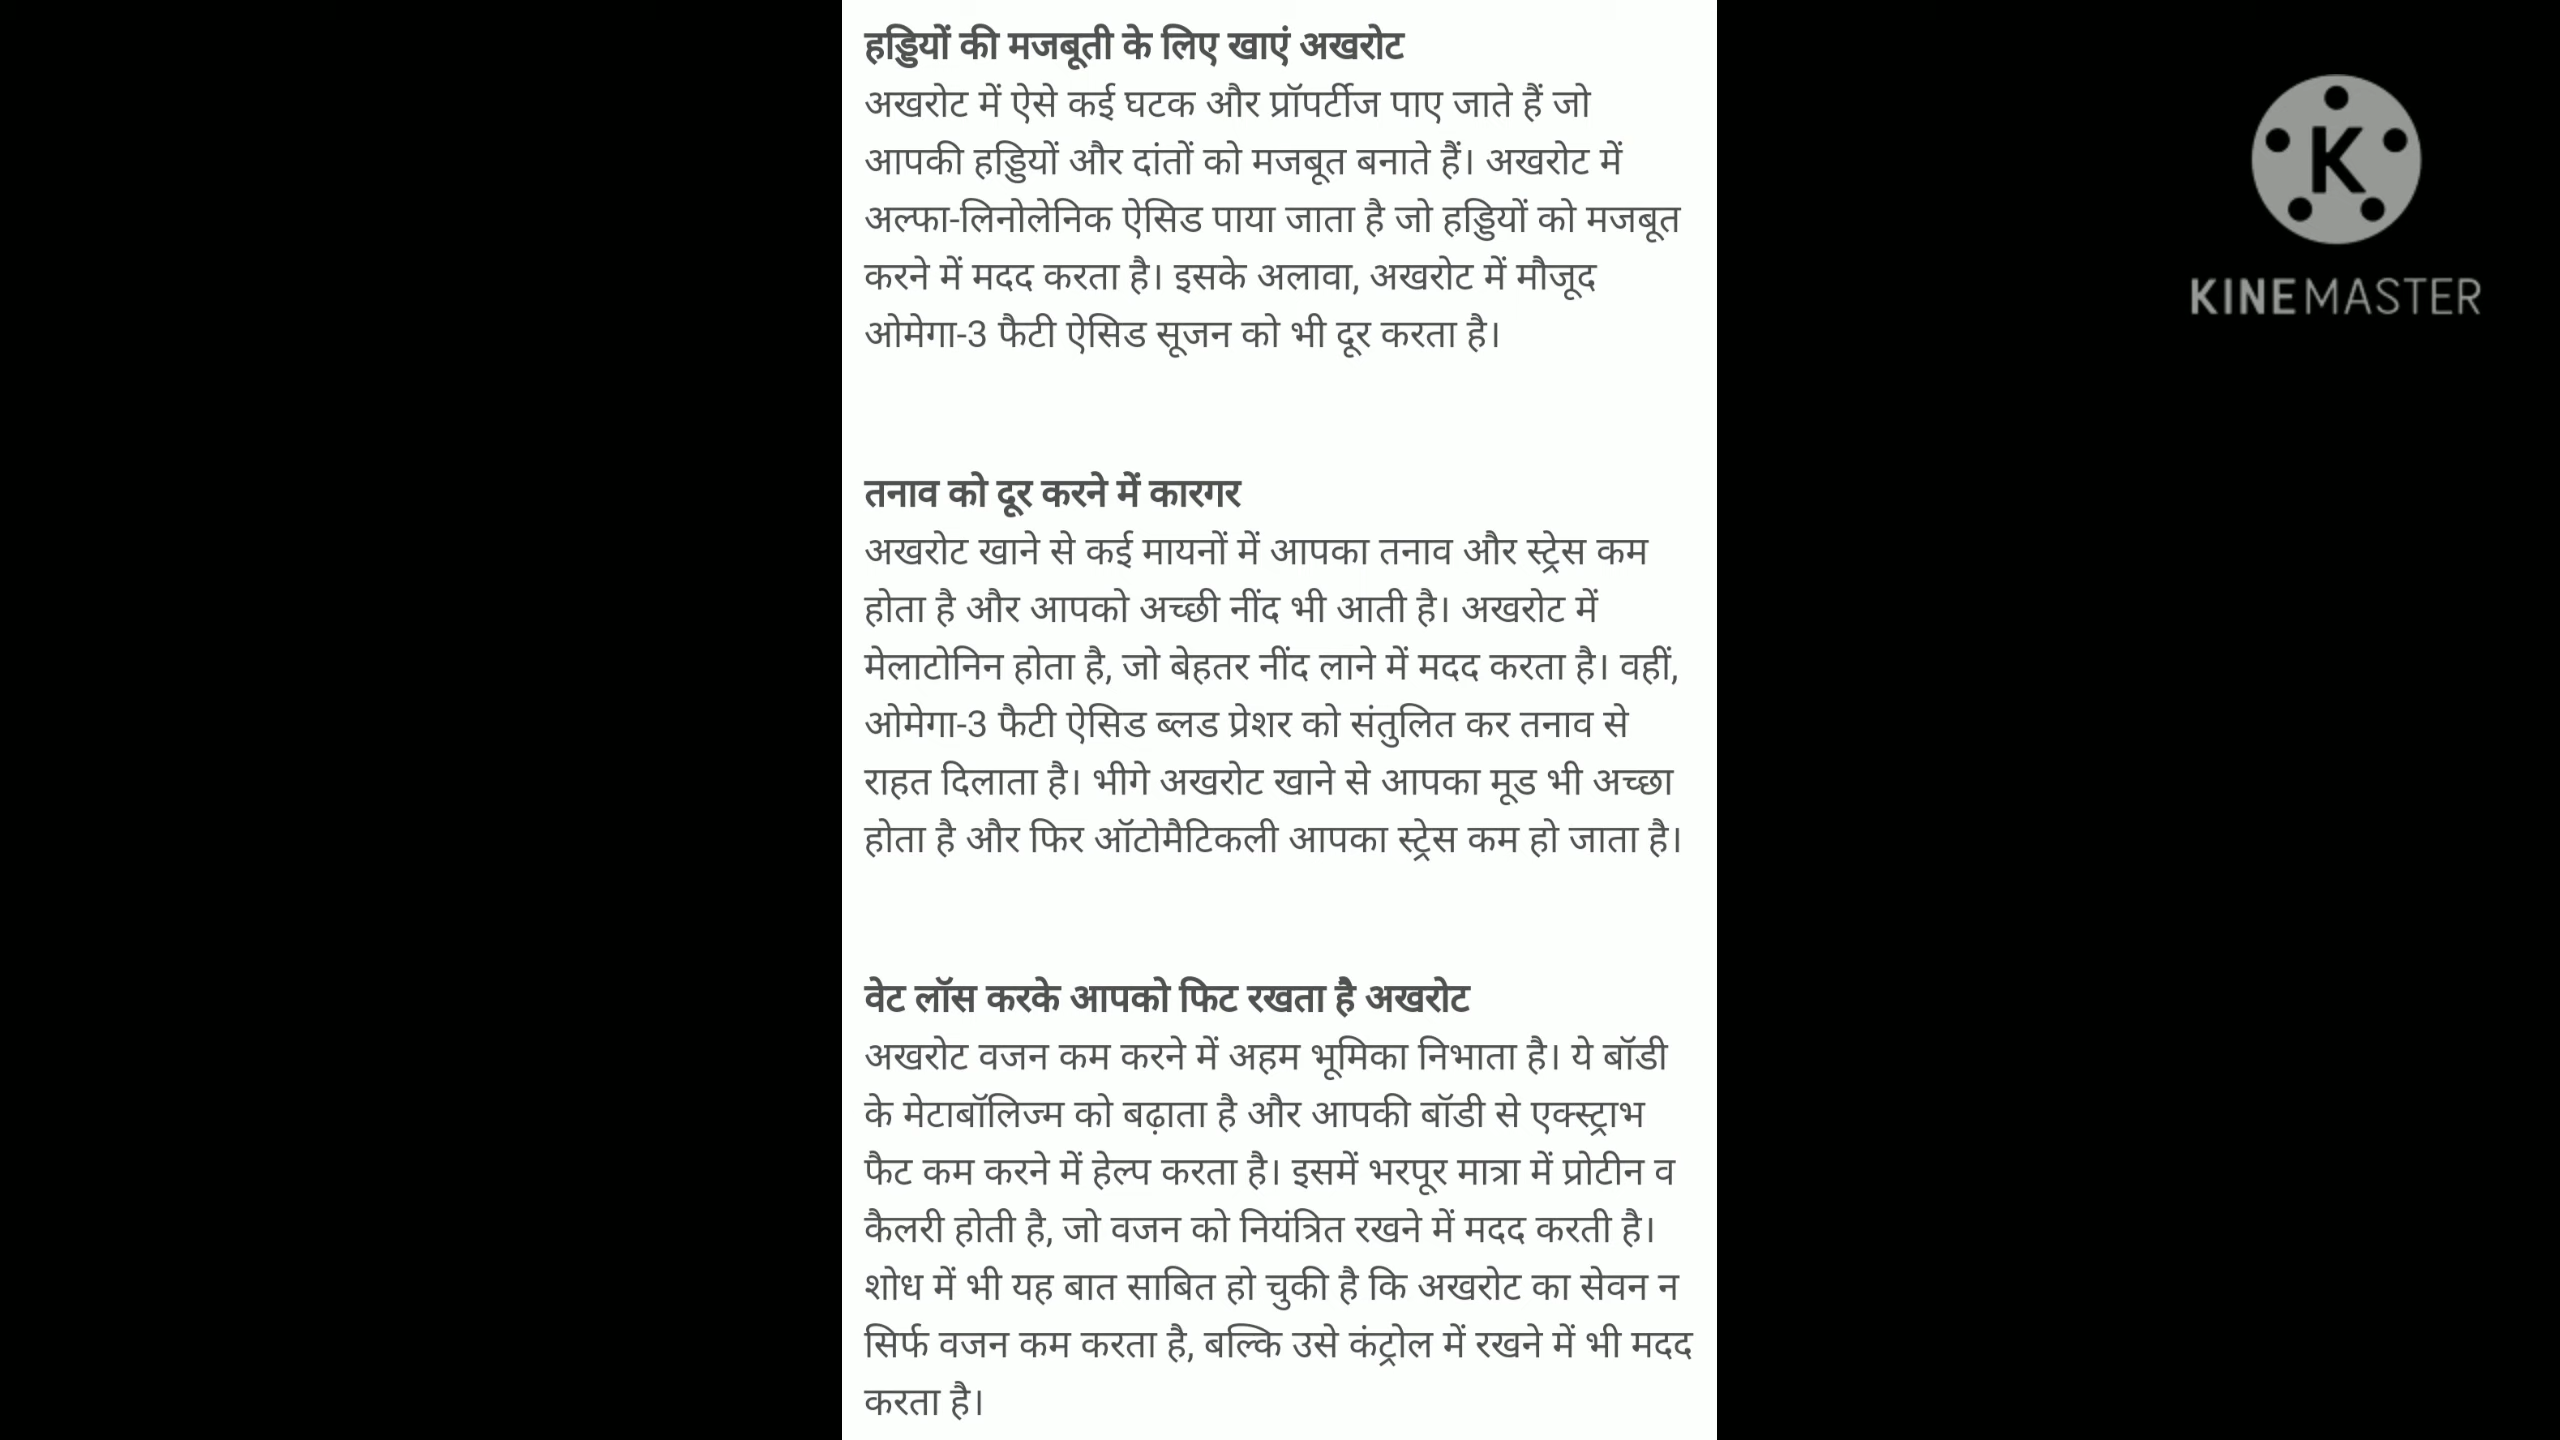 हड्डियों की मजबूती के लिए खाएं अखरोट
अखरोट में ऐसे कई घटक और प्रॉपर्टीज पाए जाते हैं जो
आपकी हड्डियों और दांतों को मजबूत बनाते हैं। अखरोट में
अल्फा-लिनोलेनिक ऐसिड पाया जाता है जो हड्डियों को मजबूत
करने में मदद करता है। इसके अलावा, अखरोट में मौजूद
ओमेगा-3 फैटी ऐसिड सूजन को भी दूर करता है।
तनाव को दूर करने में कारगर
अखरोट खाने से कई मायनों में आपका तनाव और स्ट्रेस कम
होता है और आपको अच्छी नींद भी आती है। अखरोट में
मेलाटोनिन होता है, जो बेहतर नींद लाने में मदद करता है। वहीं,
ओमेगा-3 फैटी ऐसिड ब्लड प्रेशर को संतुलित कर तनाव से
राहत दिलाता है। भीगे अखरोट खाने से आपका मूड भी अच्छा
होता है और फिर ऑटोमैटिकली आपका स्ट्रेस कम हो जाता है।
वेट लॉस करके आपको फिट रखता है अखरोट
अखरोट वजन कम करने में अहम भूमिका निभाता है। ये बॉडी
के मेटाबॉलिज्म को बढ़ाता है और आपकी बॉडी से एक्स्ट्राभ
फैट कम करने में हेल्प करता है। इसमें भरपूर मात्रा में प्रोटीन व
कैलरी होती है, जो वजन को नियंत्रित रखने में मदद करती है।
शोध में भी यह बात साबित हो चुकी है कि अखरोट का सेवन न
सिर्फ वजन कम करता है, बल्कि उसे कंट्रोल में रखने में भी मदद
करता है।
K
KINEMASTER